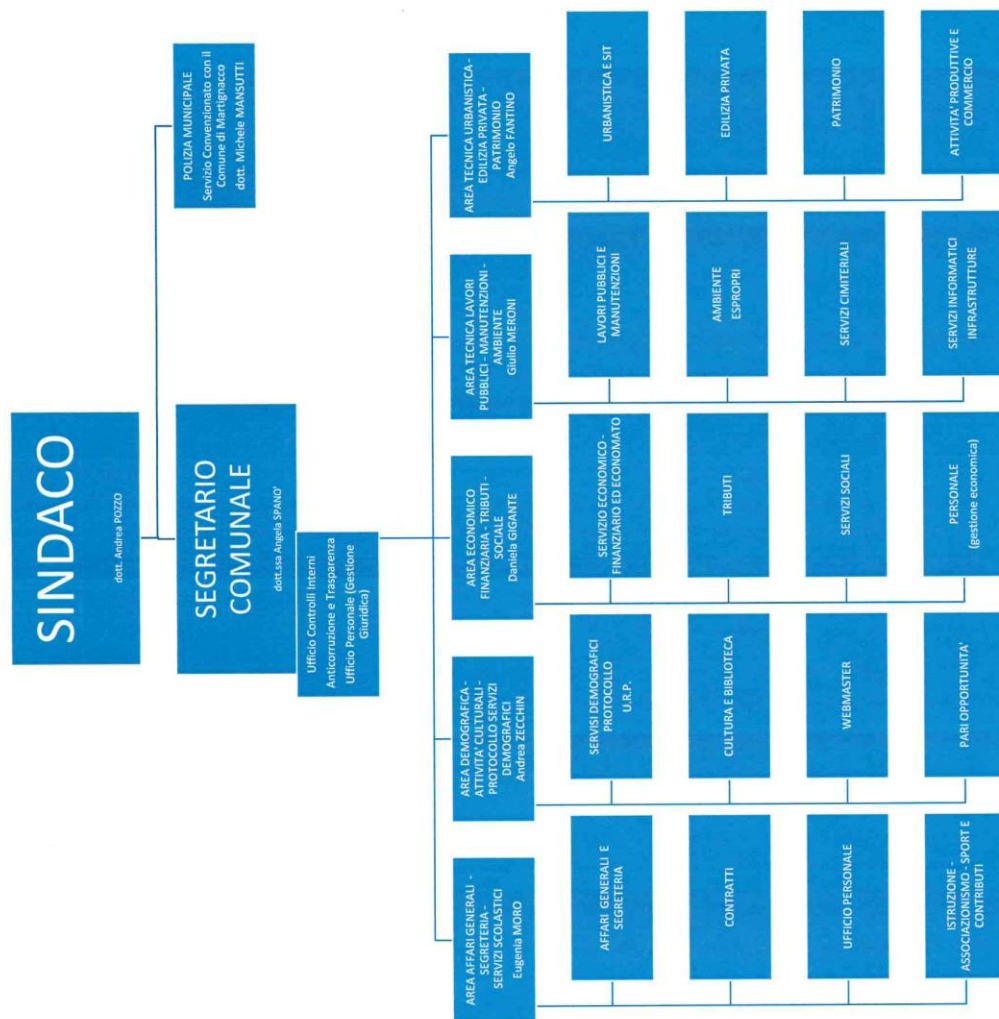 SINDACO
dott. Andrea POZZO
POLIZIA MUNICIPALE
Servizio Convenzionato con il
Comune di Martignacco
dott. Michele MANSUTTI
SEGRETARIO
COMUNALE
dott.ssa Angela SPANO'
Ufficio Controlli Interni
Anticorruzione e Trasparenza
Ufficio Personale (Gestione
Giuridica)
AREA AFFARI GENERALI -
SEGRETERIA -
SERVIZI SCOLASTICI
Eugenia MORO
AFFARI GENERALI E
SEGRETERIA
CONTRATTI
UFFICIO PERSONALE
ISTRUZIONE -
ASSOCIAZIONISMO - SPORT E
CONTRIBUTI
AREA DEMOGRAFICA -
ATTIVITA' CULTURALI -
PROTOCOLLO SERVIZI
DEMOGRAFICI
Andrea ZECCHIN
SERVISI DEMOGRAFICI
PROTOCOLLO
U.R.P.
CULTURA E BIBLIOTECA
WEBMASTER
PARI OPPORTUNITA'
AREA ECONOMICO
FINANZIARIA - TRIBUTI -
SOCIALE
Daniela GIGANTE
SERVIZIO ECONOMICO -
FINANZIARIO ED ECONOMATO
TRIBUTI
SERVIZI SOCIALI
PERSONALE
(gestione economica)
AREA TECNICA LAVORI
PUBBLICI - MANUTENZIONI -
AMBIENTE
Giulio MERONI
LAVORI PUBBLICI E
MANUTENZIONI
AMBIENTE
ESPROPRI
SERVIZI CIMITERIALI
SERVIZI INFORMATICI
INFRASTRUTTURE
AREA TECNICA URBANISTICA -
EDILIZIA PRIVATA -
PATRIMONIO
Angelo FANTINO
URBANISTICA E SIT
EDILIZIA PRIVATA
PATRIMONIO
ATTIVITA' PRODUTTIVE E
COMMERCIO